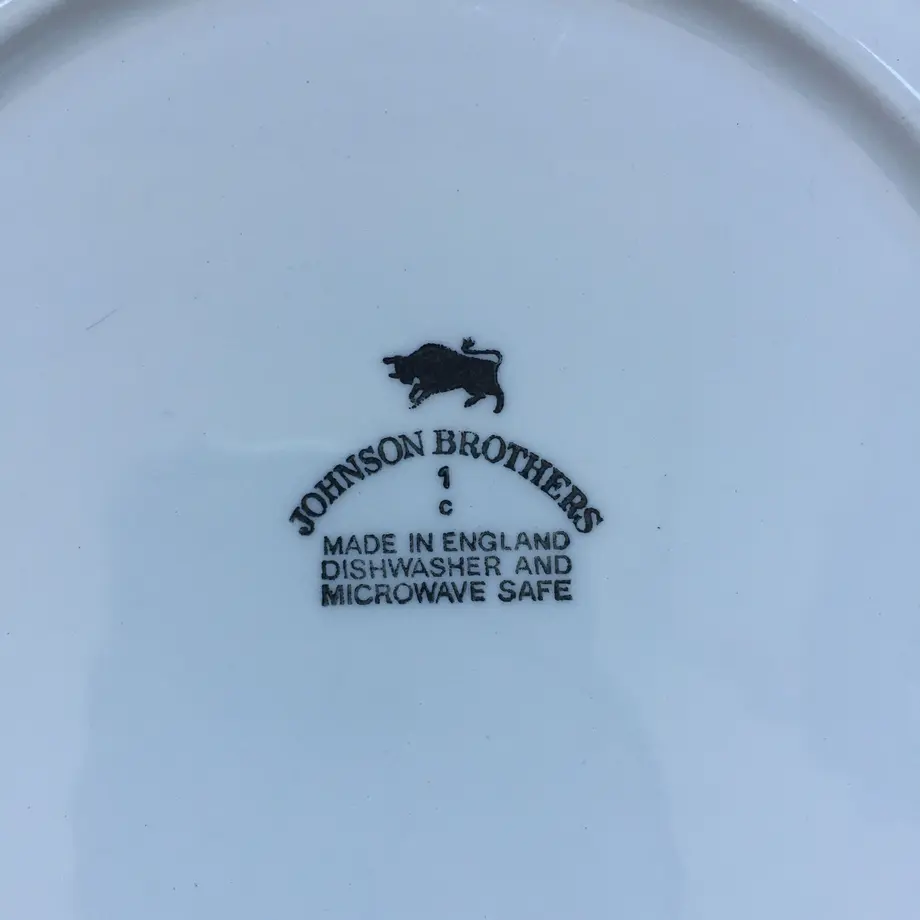 JOHNSON BROTHERS
1
c
MADE IN ENGLAND
DISHWASHER AND
MICROWAVE SAFE